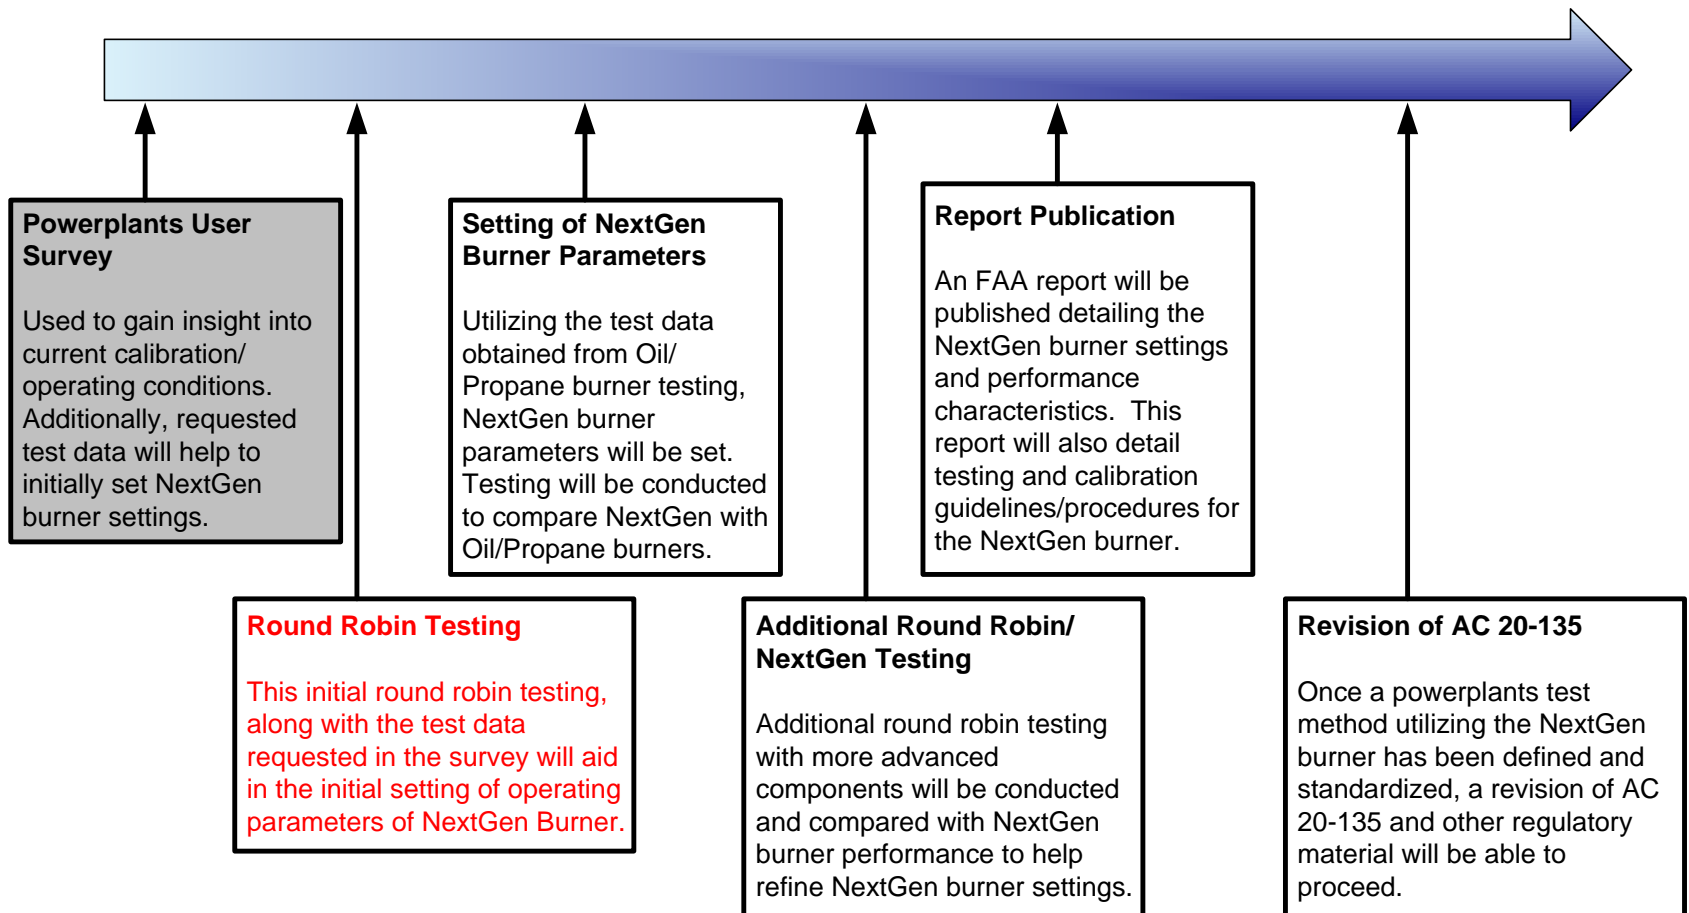 Powerplants User
Survey
Used to gain insight into
current calibration/
operating conditions.
Additionally, requested
test data will help to
initially set NextGen
burner settings.
Round Robin Testing
This initial round robin testing,
along with the test data
requested in the survey will aid
in the initial setting of operating
parameters of NextGen Burner.
Setting of NextGen
Burner Parameters
Utilizing the test data
obtained from Oil/
Propane burner testing,
NextGen burner
parameters will be set.
Testing will be conducted
to compare NextGen with
Oil/Propane burners.
Additional Round Robin/
NextGen Testing
Additional round robin testing
with more advanced
components will be conducted
and compared with NextGen
burner performance to help
refine NextGen burner settings.
Report Publication
An FAA report will be
published detailing the
NextGen burner settings
and performance
characteristics.  This
report will also detail
testing and calibration
guidelines/procedures for
the NextGen burner.
Revision of AC 20-135
Once a powerplants test
method utilizing the NextGen
burner has been defined and
standardized, a revision of AC
20-135 and other regulatory
material will be able to
proceed.